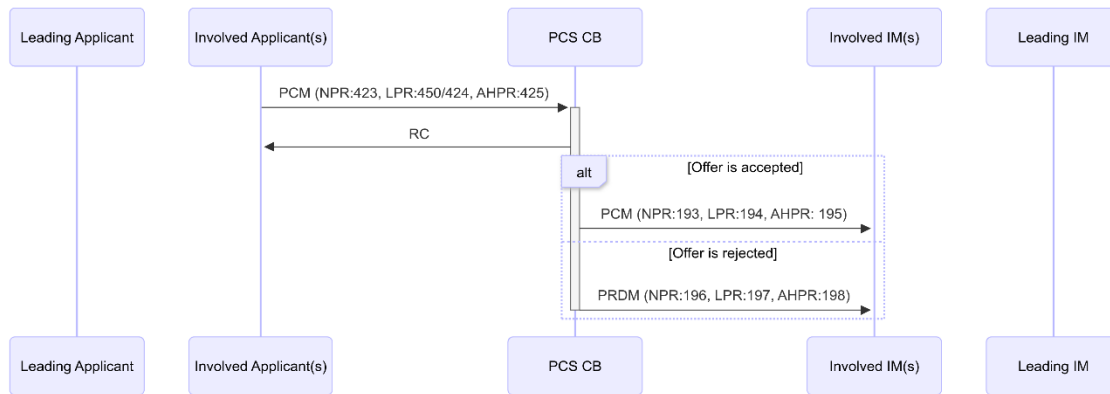 Leading Applicant
Involved Applicant(s)
PCS CB
Involved IM(s)
Leading IM
PCM (NPR:423, LPR:450/424, AHPR:425)
RC
alt
[Offer is accepted]
PCM (NPR:193, LPR:194, AHPR: 195)
[Offer is rejected]
PRDM (NPR:196, LPR:197, AHPR:198)
Leading Applicant
Involved Applicant(s)
PCS CB
Involved IM(s)
Leading IM